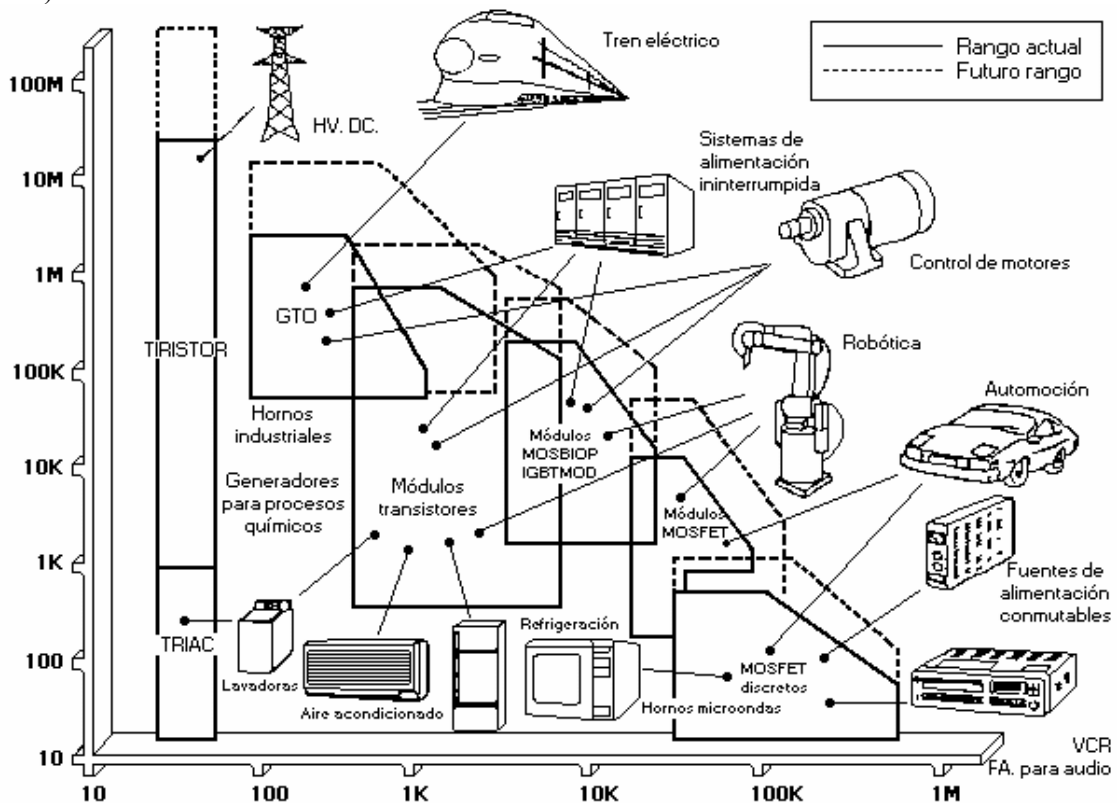 Tren eléctrico
Rango actual
Futuro rango
100M
HV. DC.
Sistemas de
alimentación
ininterrumpida
10M
1M
Control de motores
GTO
TIRISTOR
Robótica
100K
Automoción
Hornos
industriales
Módulos
MOSBIOP
IGBTMOD
10K
Generadores
para procesos
químicos
Módulos
transistores
Módulos
MOSFET
1K
Fuentes de
alimentación
conmutables
Refrigeración
TRIAC
100
MOSFET
discretos
Lavadoras
Aire acondicionado
Hornos microondas
10
VCR
FA. para audio
10
100
1K
10K
100K
1M